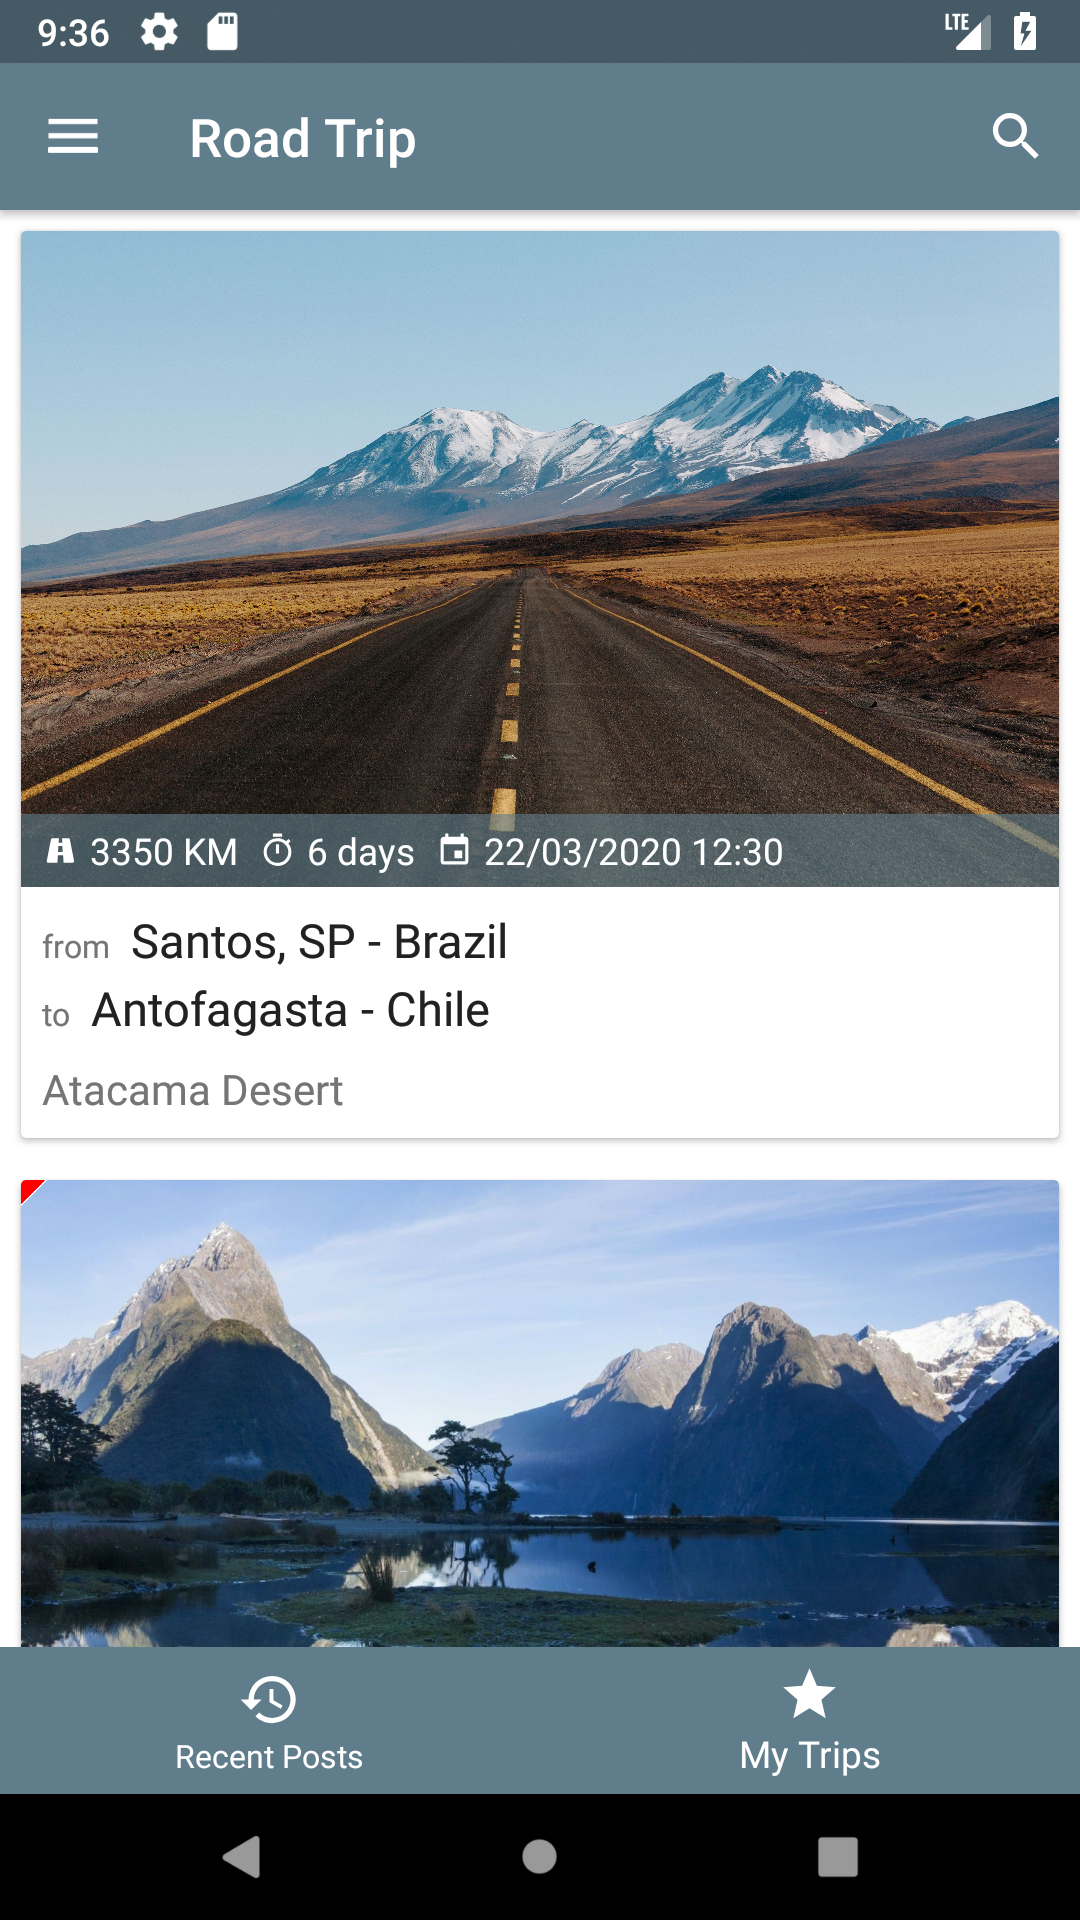 9:36
LTE
Road Trip
3350 KM 6 days 22/03/2020 12:30
from Santos, SP - Brazil
to Antofagasta - Chile
Atacama Desert
Recent Posts
My Trips